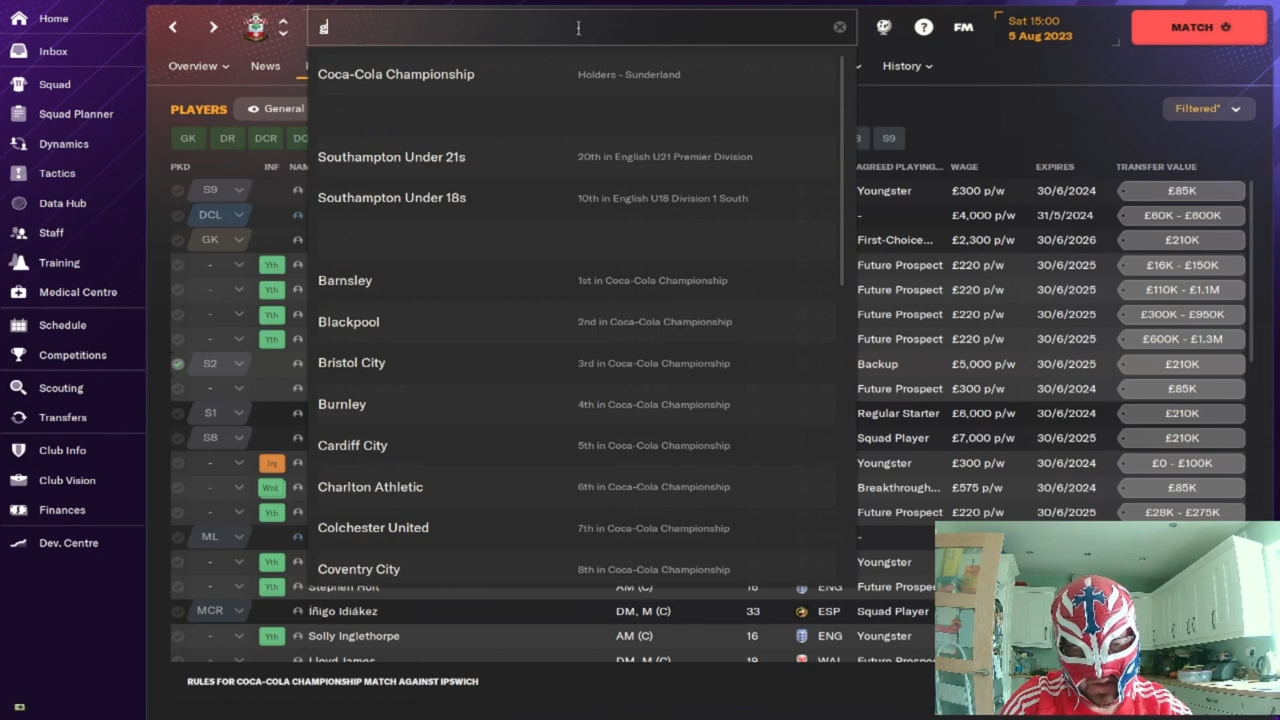 Home
Inbox
Squad
Squad Planner
Dynamics
Tactics
Data Hub
Staff
Training
Medical Centre
Schedule
Competitions
Scouting
Transfers
Club Info
Club Vision
Finances
Dev. Centre
g
?
FM
Sat 15:00
5 Aug 2023
MATCH
Overview
News
History
PLAYERS
General
Filtered*
GK DR DCR S9
PKD INF AGREED PLAYING... WAGE EXPIRES TRANSFER VALUE
Coca-Cola Championship Holders - Sunderland
Southampton Under 21s 20th in English U21 Premier Division
Southampton Under 18s 10th in English U18 Division 1 South
Barnsley 1st in Coca-Cola Championship
Blackpool 2nd in Coca-Cola Championship
Bristol City 3rd in Coca-Cola Championship
Burnley 4th in Coca-Cola Championship
Cardiff City 5th in Coca-Cola Championship
Charlton Athletic 6th in Coca-Cola Championship
Colchester United 7th in Coca-Cola Championship
Coventry City 8th in Coca-Cola Championship
S9 Youngster £300 p/w 30/6/2024 £85K
DCL - £4,000 p/w 31/5/2024 £60K - £600K
GK First-Choice... £2,300 p/w 30/6/2026 £210K
- Yth Future Prospect £220 p/w 30/6/2025 £16K - £150K
- Yth Future Prospect £220 p/w 30/6/2025 £110K - £1.1M
- Yth Future Prospect £220 p/w 30/6/2025 £300K - £950K
- Yth Future Prospect £220 p/w 30/6/2025 £600K - £1.3M
S2 Backup £5,000 p/w 30/6/2025 £210K
- Future Prospect £300 p/w 30/6/2024 £85K
S1 Regular Starter £6,000 p/w 30/6/2024 £210K
S8 Squad Player £7,000 p/w 30/6/2025 £210K
- Inj Youngster £300 p/w 30/6/2024 £0 - £100K
- Wnt Breakthrough... £575 p/w 30/6/2024 £85K
- Yth Future Prospect £220 p/w 30/6/2025 £28K - £275K
ML -
- Yth Youngster
- Yth Stephen Holt AM (C) 16 ENG Future Prospe
MCR Iñigo Idiákez DM, M (C) 33 ESP Squad Player
- Yth Solly Inglethorpe AM (C) 16 ENG Youngster
Lloyd James DM, M (C) 19 WAL Future Prospe
RULES FOR COCA-COLA CHAMPIONSHIP MATCH AGAINST IPSWICH